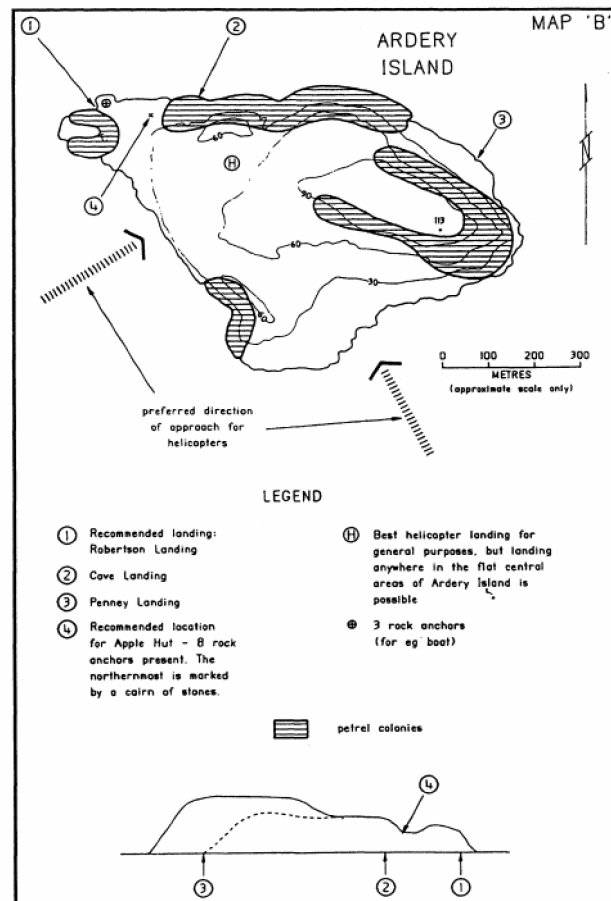 MAP 'B'
ARDERY
ISLAND
1
2
3
4
H
N
60
90
113
60
30
0 100 200 300
METRES
(approximate scale only)
preferred direction
of approach for
helicopters
LEGEND
1 Recommended landing:
Robertson Landing
2 Cave Landing
3 Penney Landing
4 Recommended location
for Apple Hut - 8 rock
anchors present. The
northernmost is marked
by a cairn of stones.
H Best helicopter landing for
general purposes, but landing
anywhere in the flat central
areas of Ardery Island is
possible
⊕ 3 rock anchors
(for eg boat)
petrel colonies
4
3
2
1